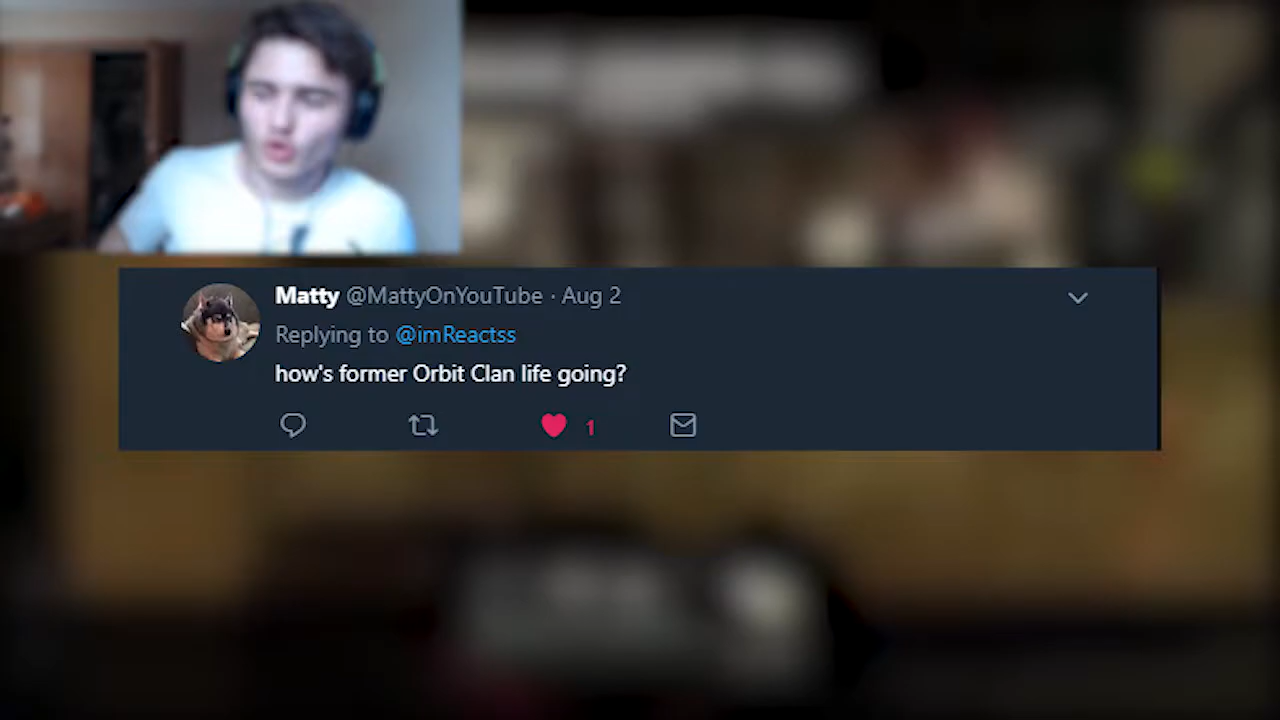 Matty @MattyOnYouTube · Aug 2
Replying to @imReactss
how's former Orbit Clan life going?
1